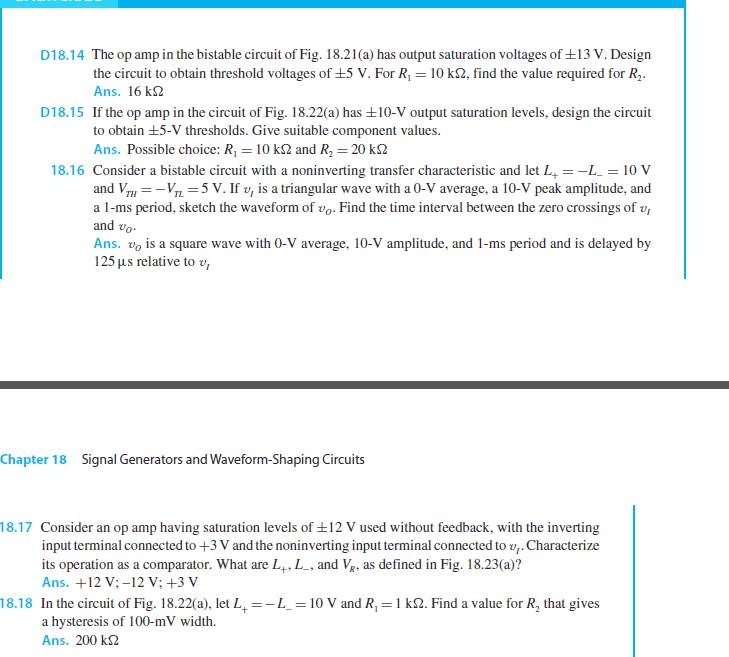 D18.14 The op amp in the bistable circuit of Fig. 18.21(a) has output saturation voltages of ±13 V. Design
the circuit to obtain threshold voltages of ±5 V. For R₁ = 10 kΩ, find the value required for R₂.
Ans. 16 kΩ
D18.15 If the op amp in the circuit of Fig. 18.22(a) has ±10-V output saturation levels, design the circuit
to obtain ±5-V thresholds. Give suitable component values.
Ans. Possible choice: R₁ = 10 kΩ and R₂ = 20 kΩ
18.16 Consider a bistable circuit with a noninverting transfer characteristic and let L₊ = −L₋ = 10 V
and V_TH = −V_TL = 5 V. If v_I is a triangular wave with a 0-V average, a 10-V peak amplitude, and
a 1-ms period, sketch the waveform of v_O. Find the time interval between the zero crossings of v_I
and v_O.
Ans. v_O is a square wave with 0-V average, 10-V amplitude, and 1-ms period and is delayed by
125 μs relative to v_I
Chapter 18 Signal Generators and Waveform-Shaping Circuits
18.17 Consider an op amp having saturation levels of ±12 V used without feedback, with the inverting
input terminal connected to +3 V and the noninverting input terminal connected to v_I. Characterize
its operation as a comparator. What are L₊, L₋, and V_R, as defined in Fig. 18.23(a)?
Ans. +12 V; −12 V; +3 V
18.18 In the circuit of Fig. 18.22(a), let L₊ = −L₋ = 10 V and R₁ = 1 kΩ. Find a value for R₂ that gives
a hysteresis of 100-mV width.
Ans. 200 kΩ